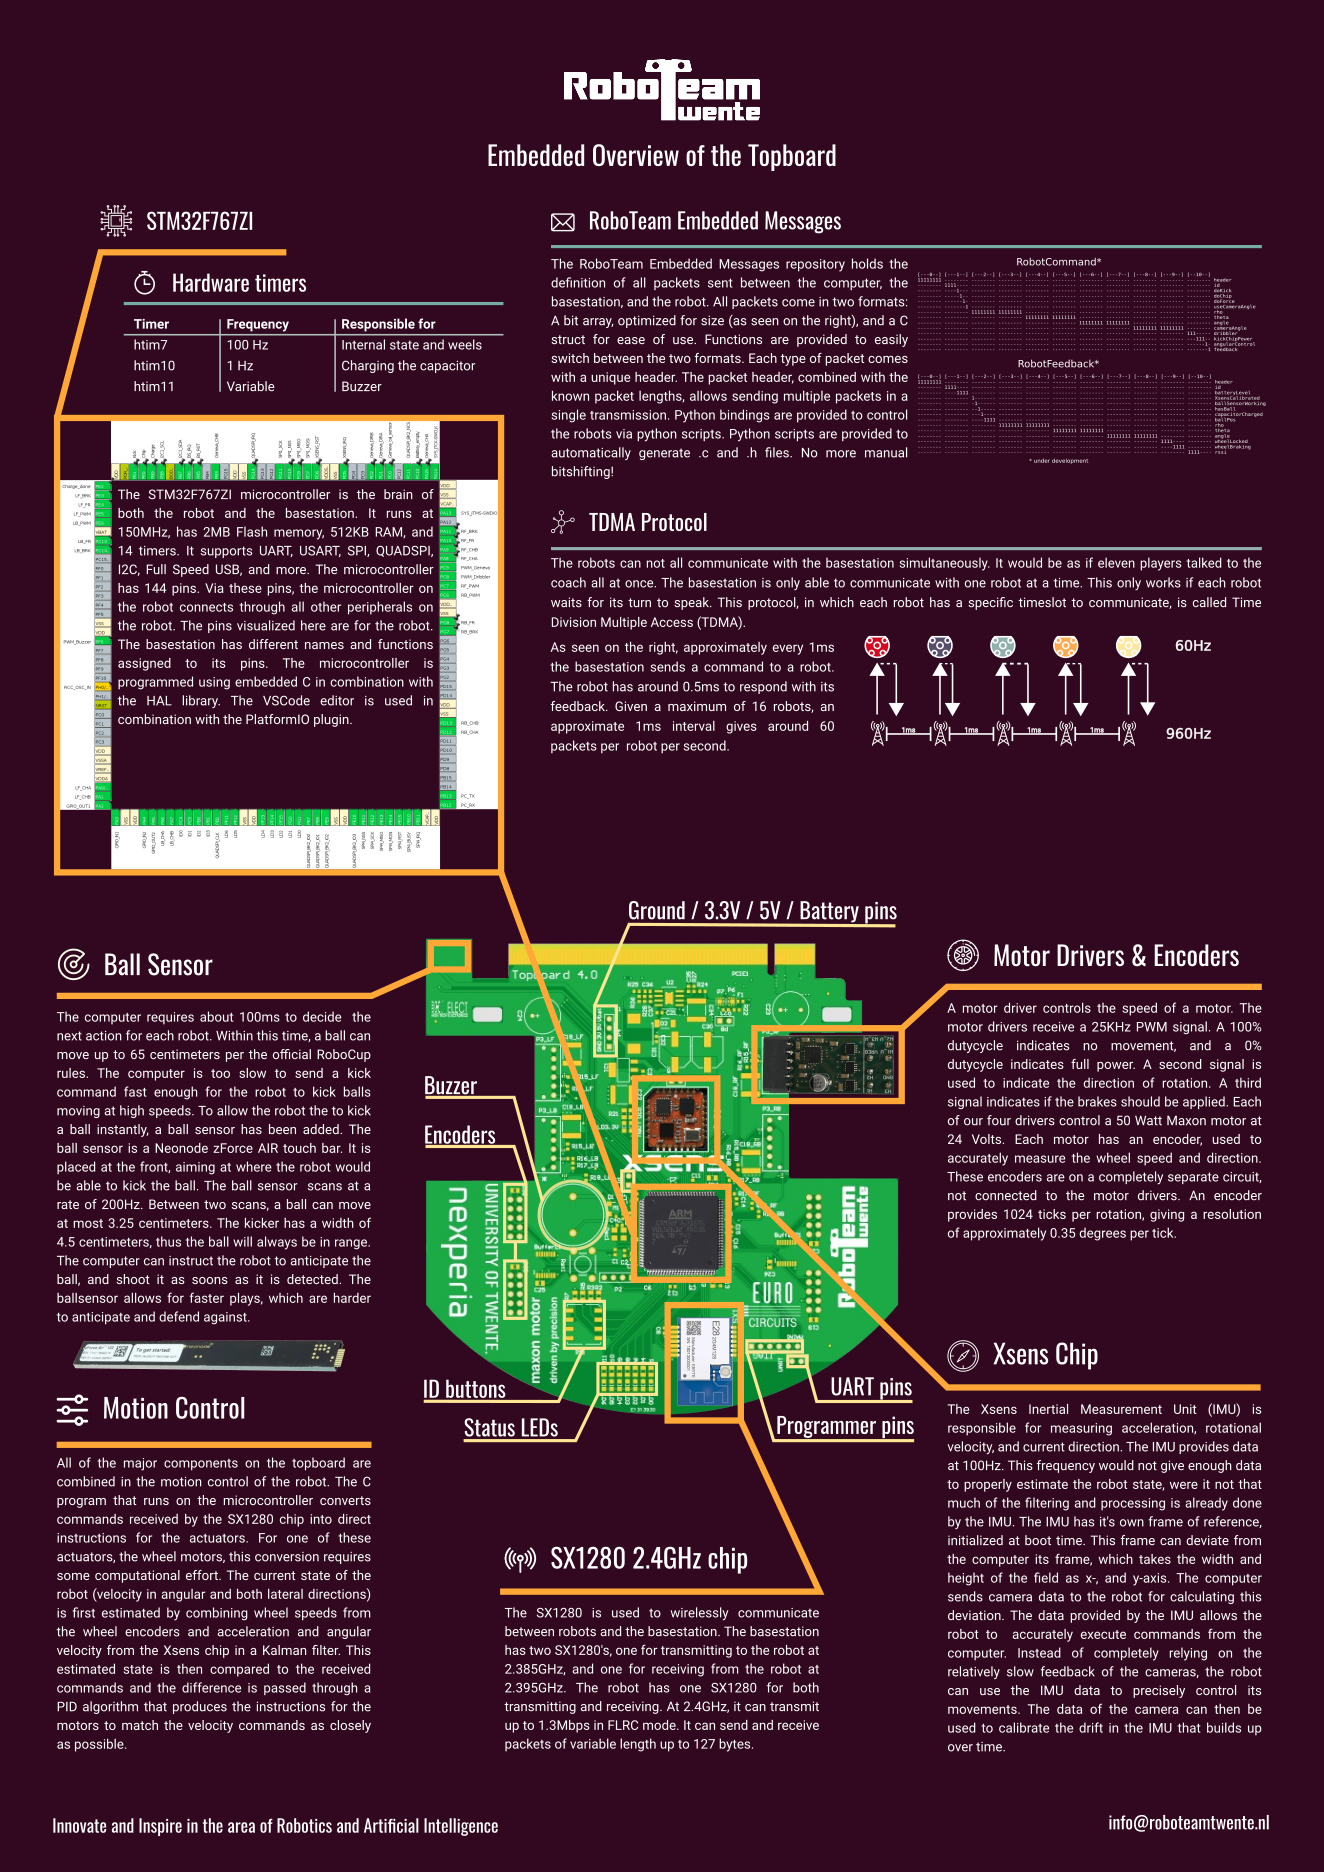 RoboTeam
Twente
Embedded Overview of the Topboard
STM32F767ZI
Hardware timers
Timer Frequency Responsible for
htim7 100 Hz Internal state and weels
htim10 1 Hz Charging the capacitor
htim11 Variable Buzzer
The STM32F767ZI microcontroller is the brain of
both the robot and the basestation. It runs at
150MHz, has 2MB Flash memory, 512KB RAM, and
14 timers. It supports UART, USART, SPI, QUADSPI,
I2C, Full Speed USB, and more. The microcontroller
has 144 pins. Via these pins, the microcontroller on
the robot connects through all other peripherals on
the robot. The pins visualized here are for the robot.
The basestation has different names and functions
assigned to its pins. The microcontroller is
programmed using embedded C in combination with
the HAL library. The VSCode editor is used in
combination with the PlatformIO plugin.
RoboTeam Embedded Messages
The RoboTeam Embedded Messages repository holds the
definition of all packets sent between the computer, the
basestation, and the robot. All packets come in two formats:
A bit array, optimized for size (as seen on the right), and a C
struct for ease of use. Functions are provided to easily
switch between the two formats. Each type of packet comes
with a unique header. The packet header, combined with the
known packet lengths, allows sending multiple packets in a
single transmission. Python bindings are provided to control
the robots via python scripts. Python scripts are provided to
automatically generate .c and .h files. No more manual
bitshifting!
RobotCommand*
header
id
doKick
doChip
doForce
useCameraAngle
rho
theta
angle
cameraAngle
dribbler
kickChipPower
angularControl
feedback
RobotFeedback*
header
id
batteryLevel
XsensCalibrated
ballSensorWorking
hasBall
capacitorCharged
ballPos
rho
theta
angle
wheelLocked
wheelBraking
rssi
* under development
TDMA Protocol
The robots can not all communicate with the basestation simultaneously. It would be as if eleven players talked to the
coach all at once. The basestation is only able to communicate with one robot at a time. This only works if each robot
waits for its turn to speak. This protocol, in which each robot has a specific timeslot to communicate, is called Time
Division Multiple Access (TDMA).
As seen on the right, approximately every 1ms
the basestation sends a command to a robot.
The robot has around 0.5ms to respond with its
feedback. Given a maximum of 16 robots, an
approximate 1ms interval gives around 60
packets per robot per second.
60Hz
1ms 1ms 1ms 1ms
960Hz
Ground / 3.3V / 5V / Battery pins
Buzzer
Encoders
ID buttons
Status LEDs
UART pins
Programmer pins
Topboard 4.0
XSENS
ARM
nexperia
UNIVERSITY OF TWENTE.
maxon motor
driven by precision
EURO
CIRCUITS
RoboTeam
Twente
Ball Sensor
The computer requires about 100ms to decide the
next action for each robot. Within this time, a ball can
move up to 65 centimeters per the official RoboCup
rules. The computer is too slow to send a kick
command fast enough for the robot to kick balls
moving at high speeds. To allow the robot the to kick
a ball instantly, a ball sensor has been added. The
ball sensor is a Neonode zForce AIR touch bar. It is
placed at the front, aiming at where the robot would
be able to kick the ball. The ball sensor scans at a
rate of 200Hz. Between two scans, a ball can move
at most 3.25 centimeters. The kicker has a width of
4.5 centimeters, thus the ball will always be in range.
The computer can instruct the robot to anticipate the
ball, and shoot it as soons as it is detected. The
ballsensor allows for faster plays, which are harder
to anticipate and defend against.
To get started!
Motion Control
All of the major components on the topboard are
combined in the motion control of the robot. The C
program that runs on the microcontroller converts
commands received by the SX1280 chip into direct
instructions for the actuators. For one of these
actuators, the wheel motors, this conversion requires
some computational effort. The current state of the
robot (velocity in angular and both lateral directions)
is first estimated by combining wheel speeds from
the wheel encoders and acceleration and angular
velocity from the Xsens chip in a Kalman filter. This
estimated state is then compared to the received
commands and the difference is passed through a
PID algorithm that produces the instructions for the
motors to match the velocity commands as closely
as possible.
SX1280 2.4GHz chip
The SX1280 is used to wirelessly communicate
between robots and the basestation. The basestation
has two SX1280's, one for transmitting to the robot at
2.385GHz, and one for receiving from the robot at
2.395GHz. The robot has one SX1280 for both
transmitting and receiving. At 2.4GHz, it can transmit
up to 1.3Mbps in FLRC mode. It can send and receive
packets of variable length up to 127 bytes.
Motor Drivers & Encoders
A motor driver controls the speed of a motor. The
motor drivers receive a 25KHz PWM signal. A 100%
dutycycle indicates no movement, and a 0%
dutycycle indicates full power. A second signal is
used to indicate the direction of rotation. A third
signal indicates if the brakes should be applied. Each
of our four drivers control a 50 Watt Maxon motor at
24 Volts. Each motor has an encoder, used to
accurately measure the wheel speed and direction.
These encoders are on a completely separate circuit,
not connected to the motor drivers. An encoder
provides 1024 ticks per rotation, giving a resolution
of approximately 0.35 degrees per tick.
Xsens Chip
The Xsens Inertial Measurement Unit (IMU) is
responsible for measuring acceleration, rotational
velocity, and current direction. The IMU provides data
at 100Hz. This frequency would not give enough data
to properly estimate the robot state, were it not that
much of the filtering and processing is already done
by the IMU. The IMU has it's own frame of reference,
initialized at boot time. This frame can deviate from
the computer its frame, which takes the width and
height of the field as x-, and y-axis. The computer
sends camera data to the robot for calculating this
deviation. The data provided by the IMU allows the
robot to accurately execute commands from the
computer. Instead of completely relying on the
relatively slow feedback of the cameras, the robot
can use the IMU data to precisely control its
movements. The data of the camera can then be
used to calibrate the drift in the IMU that builds up
over time.
Innovate and Inspire in the area of Robotics and Artificial Intelligence
info@roboteamtwente.nl